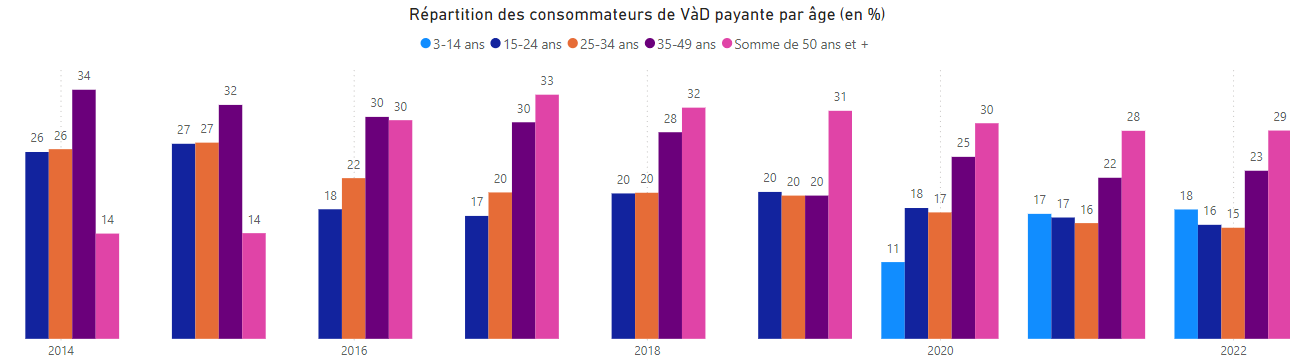 Répartition des consommateurs de VàD payante par âge (en %)
3-14 ans 15-24 ans 25-34 ans 35-49 ans Somme de 50 ans et +
26 26 34 14
27 27 32 14
18 22 30 30
17 20 30 33
20 20 28 32
20 20 20 31
11 18 17 25 30
17 17 16 22 28
18 16 15 23 29
2014 2016 2018 2020 2022